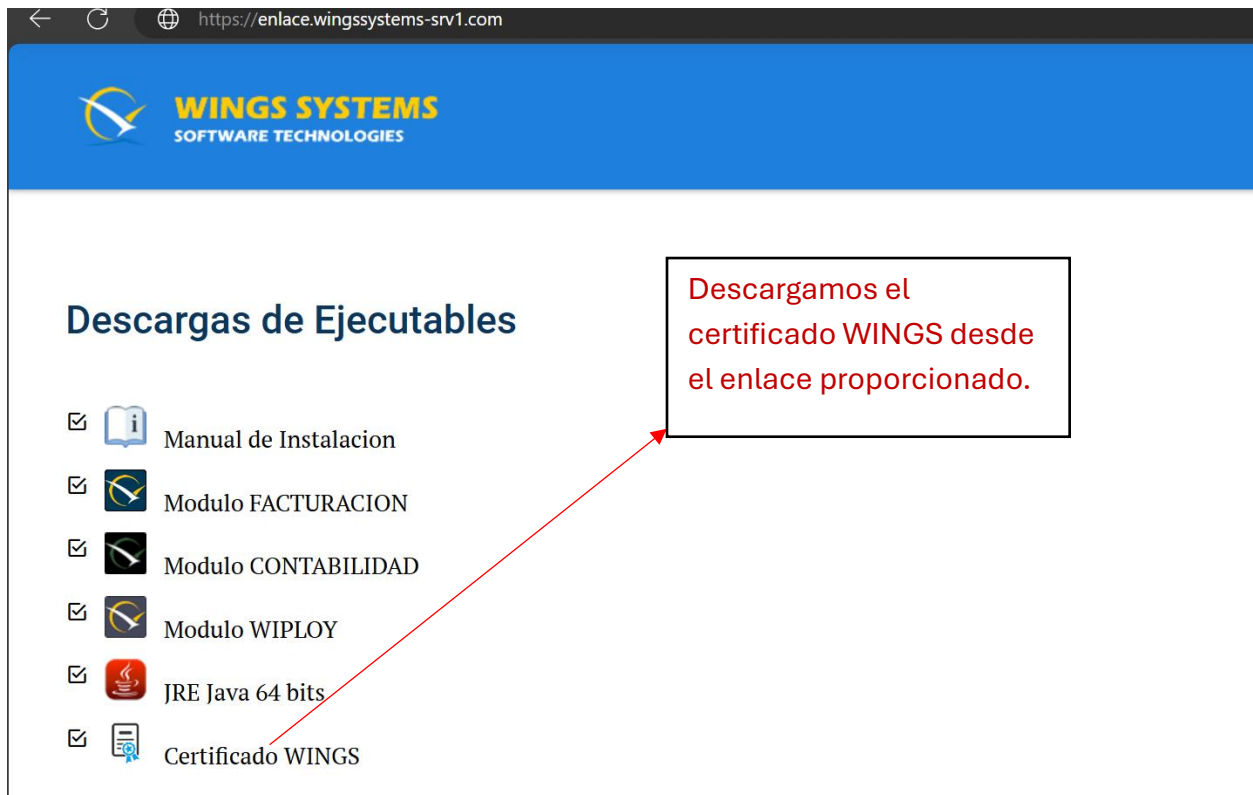 https://enlace.wingssystems-srv1.com
WINGS SYSTEMS
SOFTWARE TECHNOLOGIES
Descargas de Ejecutables
Descargamos el
certificado WINGS desde
el enlace proporcionado.
i
Manual de Instalacion
Modulo FACTURACION
Modulo CONTABILIDAD
Modulo WIPLOY
JRE Java 64 bits
Certificado WINGS